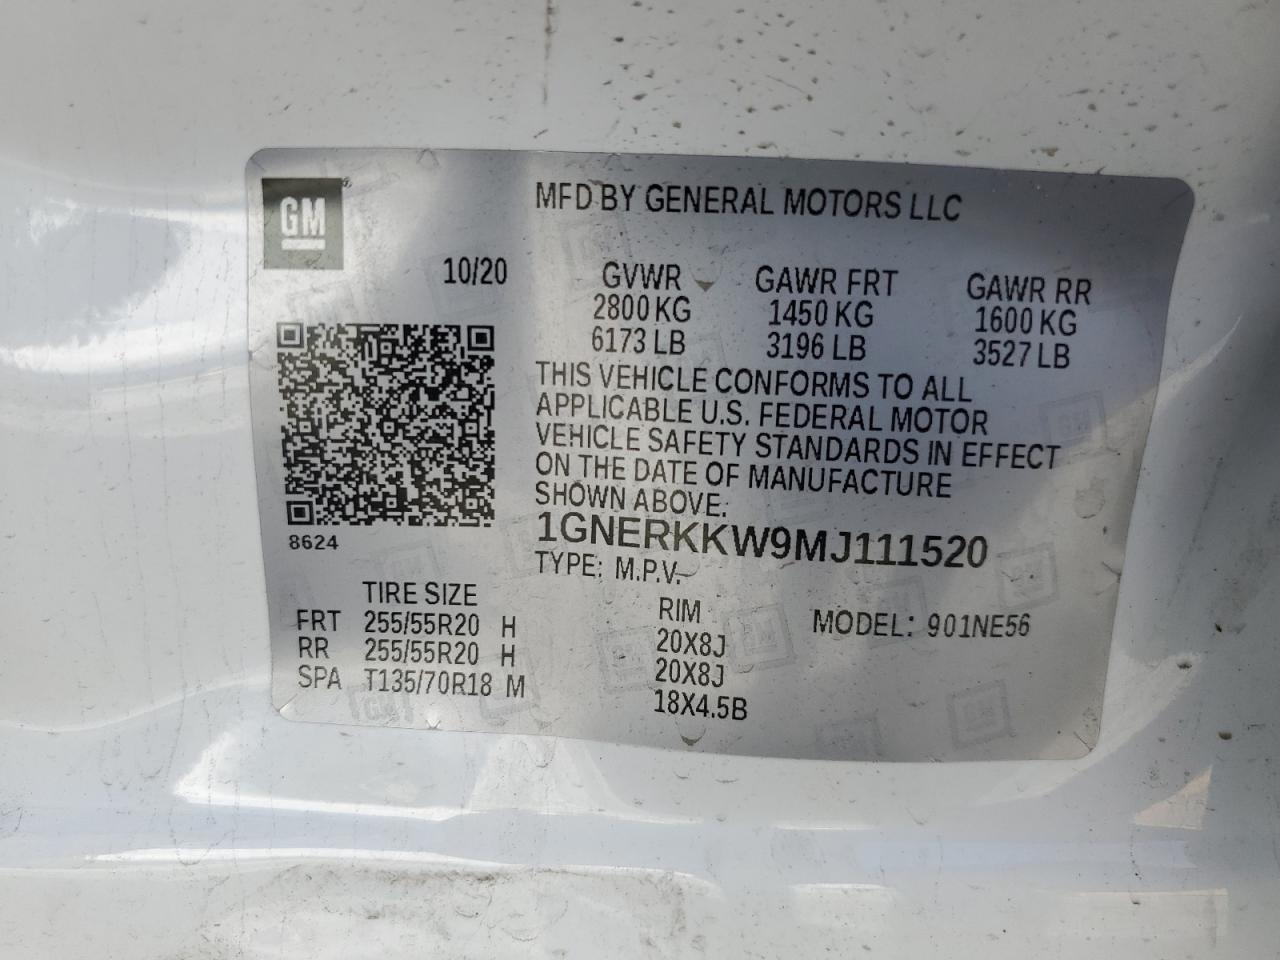 GM
MFD BY GENERAL MOTORS LLC
10/20
GVWR GAWR FRT GAWR RR
2800 KG 1450 KG 1600 KG
6173 LB 3196 LB 3527 LB
THIS VEHICLE CONFORMS TO ALL
APPLICABLE U.S. FEDERAL MOTOR
VEHICLE SAFETY STANDARDS IN EFFECT
ON THE DATE OF MANUFACTURE
SHOWN ABOVE.
1GNERKKW9MJ111520
8624
TYPE: M.P.V.
TIRE SIZE RIM MODEL: 901NE56
FRT 255/55R20 H 20X8J
RR 255/55R20 H 20X8J
SPA T135/70R18 M 18X4.5B